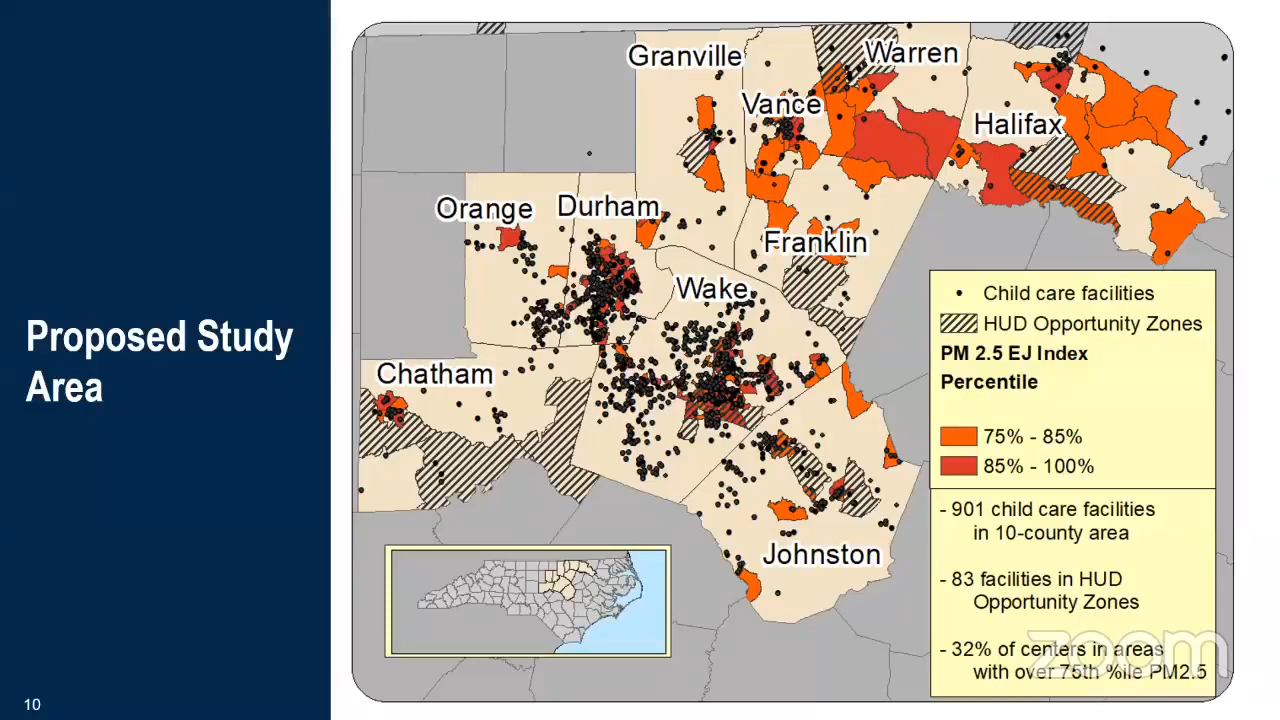 Proposed Study
Area
10
Granville
Warren
Vance
Halifax
Orange
Durham
Franklin
Wake
Chatham
Johnston
Child care facilities
HUD Opportunity Zones
PM 2.5 EJ Index
Percentile
75% - 85%
85% - 100%
- 901 child care facilities
in 10-county area
- 83 facilities in HUD
Opportunity Zones
- 32% of centers in areas
with over 75th %ile PM2.5
zoom